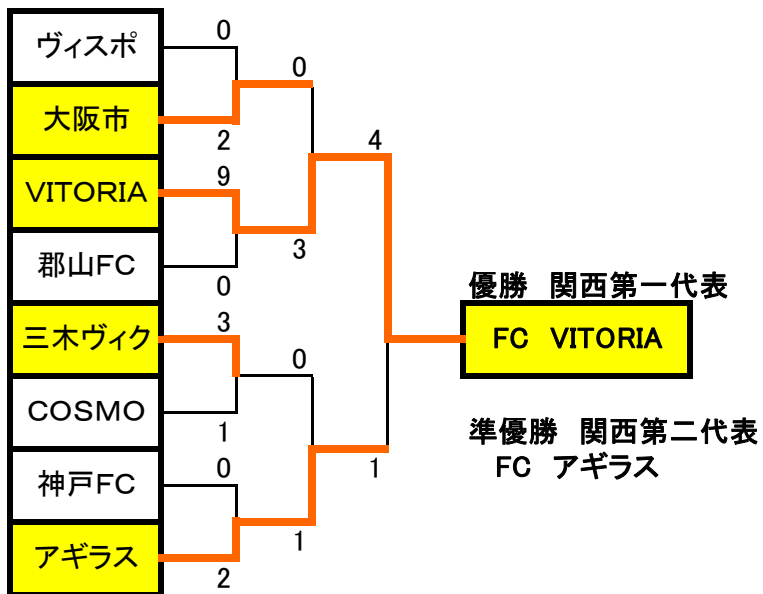 ヴィスポ
0
0
大阪市
2
4
VITORIA
9
3
郡山FC
0
優勝 関西第一代表
三木ヴィク
3
0
FC VITORIA
COSMO
1
準優勝 関西第二代表
神戸FC
0
1
FC アギラス
アギラス
2
1